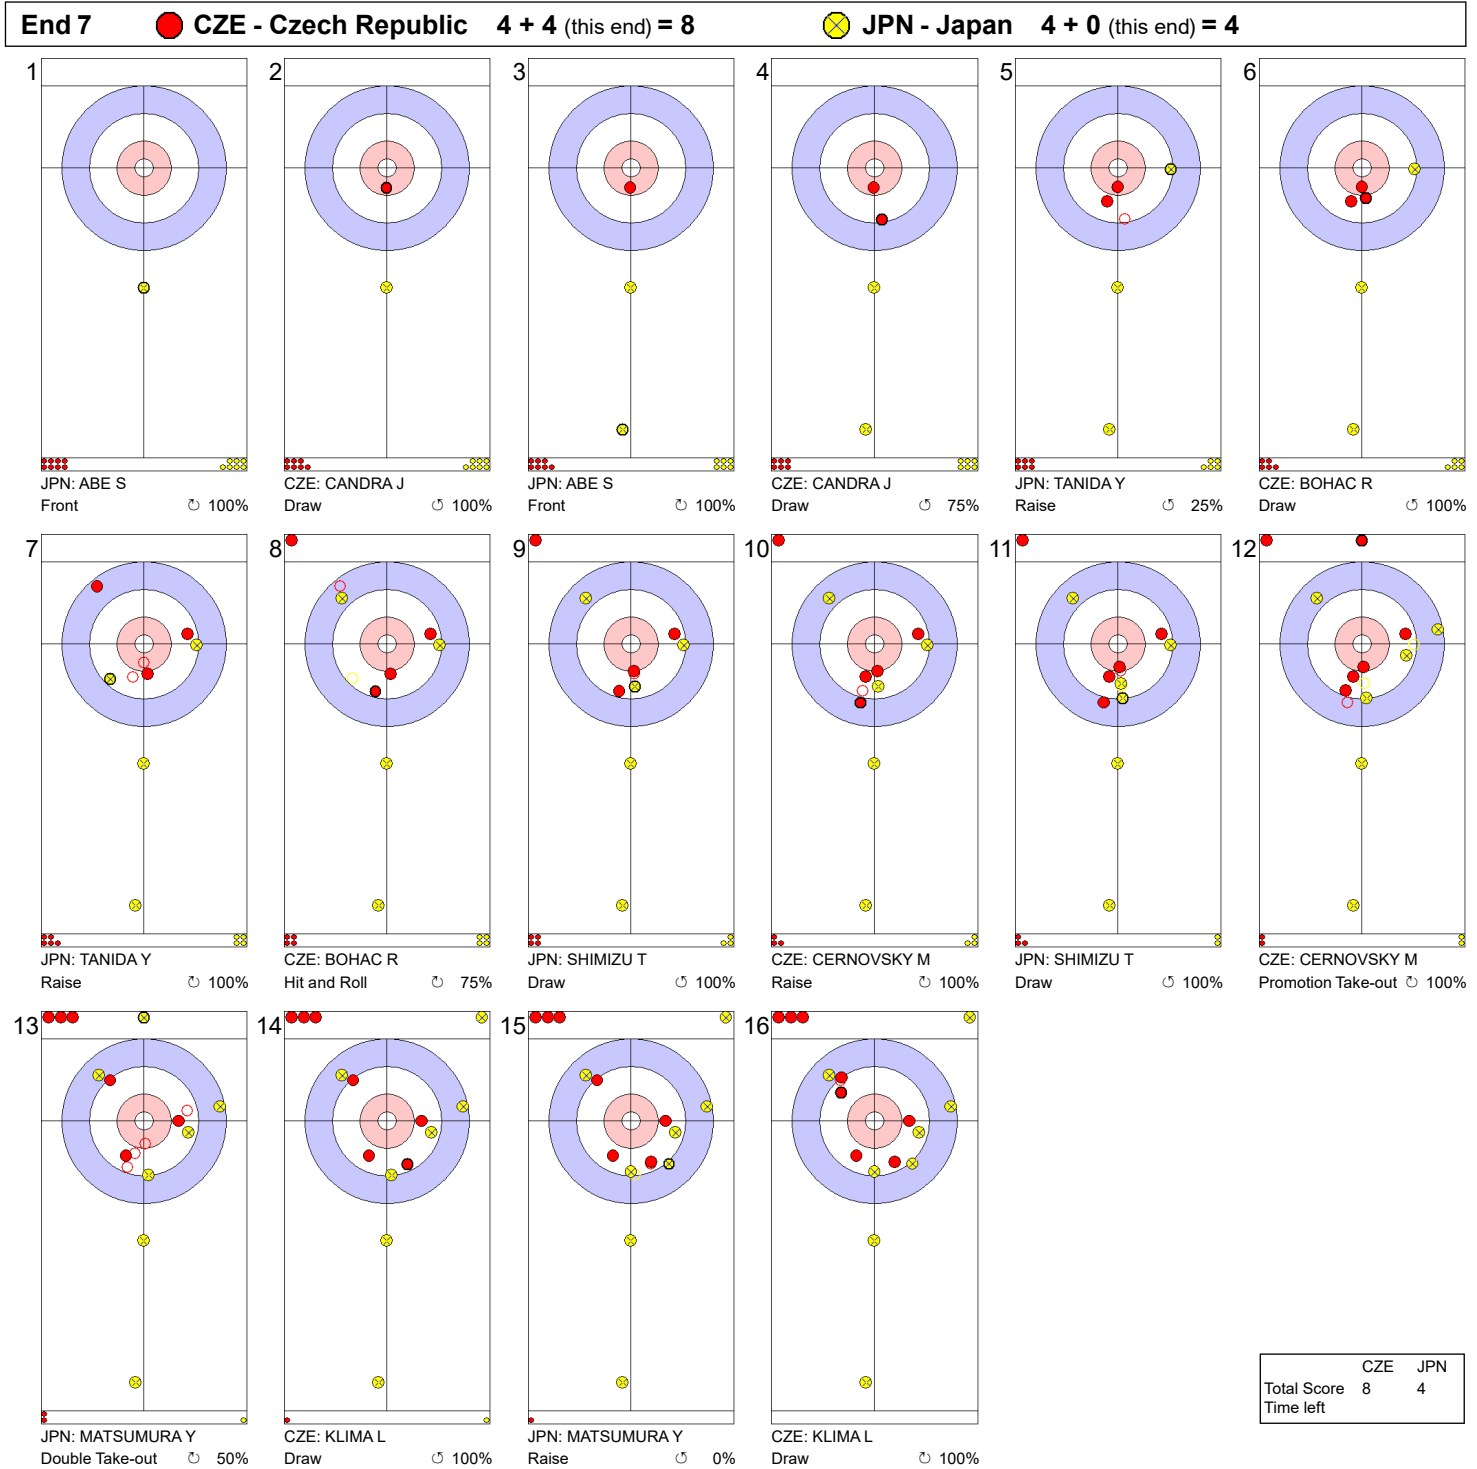 End 7 CZE - Czech Republic 4 + 4 (this end) = 8 JPN - Japan 4 + 0 (this end) = 4
1 2 3 4 5 6
JPN: ABE S CZE: CANDRA J JPN: ABE S CZE: CANDRA J JPN: TANIDA Y CZE: BOHAC R
Front ↻ 100% Draw ↺ 100% Front ↺ 100% Draw ↺ 75% Raise ↻ 25% Draw ↺ 100%
7 8 9 10 11 12
JPN: TANIDA Y CZE: BOHAC R JPN: SHIMIZU T CZE: CERNOVSKY M JPN: SHIMIZU T CZE: CERNOVSKY M
Raise ↻ 100% Hit and Roll ↻ 75% Draw ↺ 100% Raise ↺ 100% Draw ↺ 100% Promotion Take-out ↻ 100%
13 14 15 16
JPN: MATSUMURA Y CZE: KLIMA L JPN: MATSUMURA Y CZE: KLIMA L
Double Take-out ↻ 50% Draw ↺ 100% Raise ↺ 0% Draw ↻ 100%
CZE JPN
Total Score 8 4
Time left